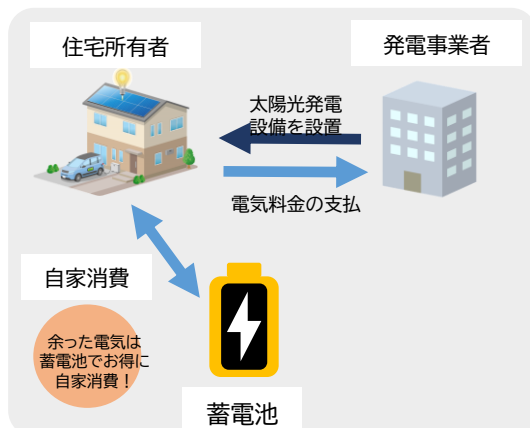 住宅所有者
発電事業者
太陽光発電
設備を設置
電気料金の支払
自家消費
余った電気は
蓄電池でお得に
自家消費！
蓄電池